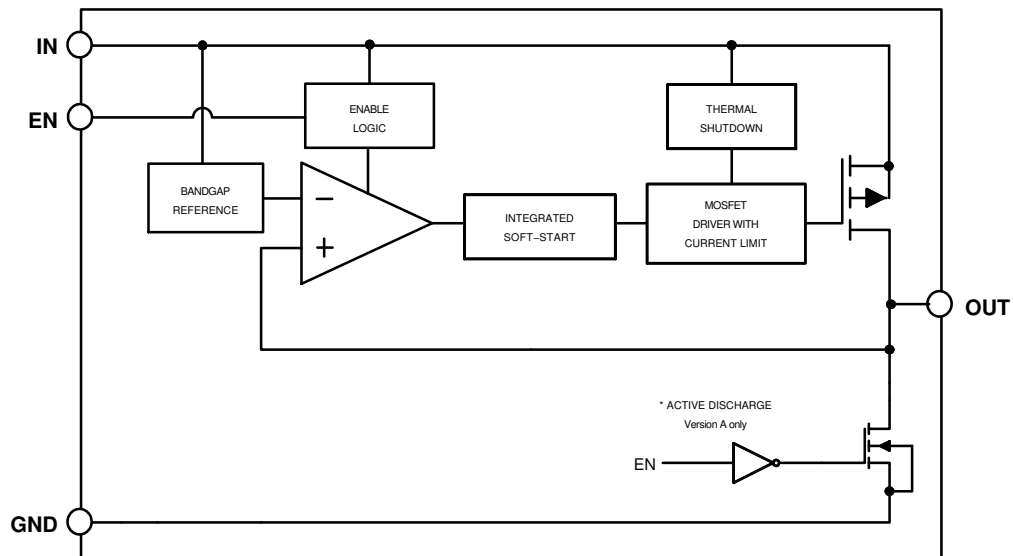 IN
EN
ENABLE
LOGIC
THERMAL
SHUTDOWN
BANDGAP
REFERENCE
−
+
INTEGRATED
SOFT−START
MOSFET
DRIVER WITH
CURRENT LIMIT
OUT
* ACTIVE DISCHARGE
Version A only
EN
GND